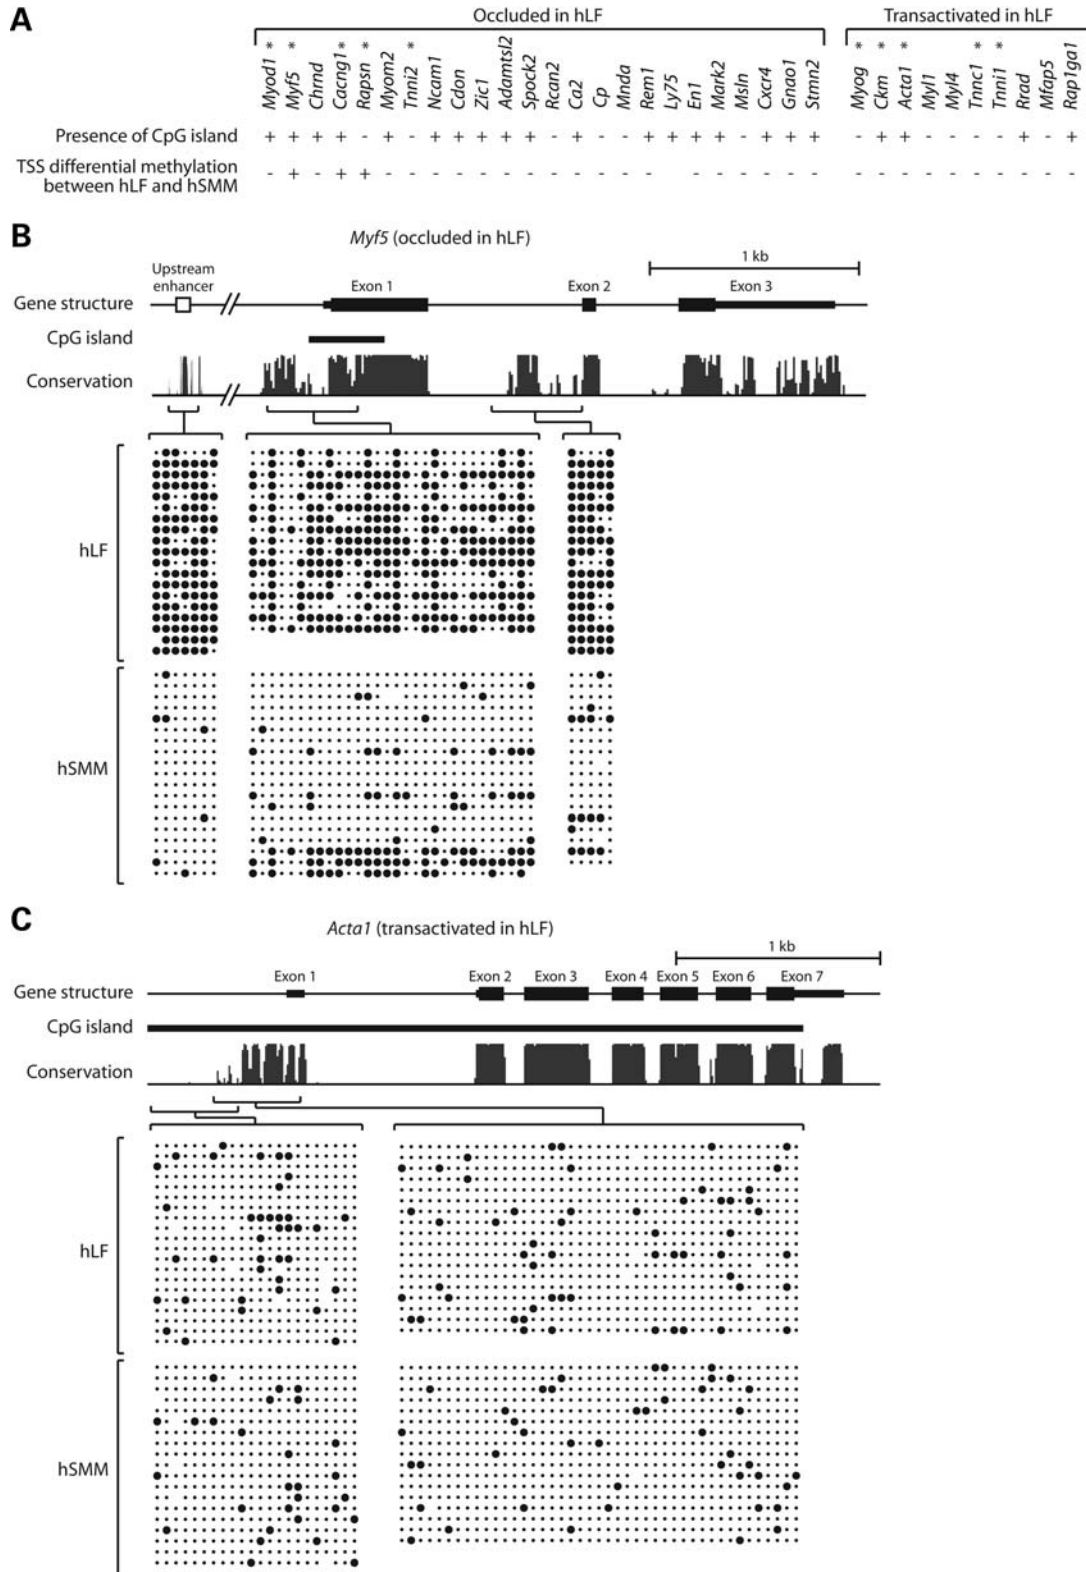 A
Occluded in hLF
Transactivated in hLF
Myod1 *
Myf5 *
Chrnd
Cacng1 *
Rapsn *
Myom2
Tnni2 *
Ncam1
Cdon
Zic1
Adamtsl2
Spock2
Rcan2
Ca2
Cp
Mnda
Rem1
Ly75
En1
Mark2
Msln
Cxcr4
Gnao1
Stmn2
Myog *
Ckm *
Acta1 *
Myl1
Myl4
Tnnc1 *
Tnni1 *
Rrad
Mfap5
Rap1ga1
Presence of CpG island + + + + - + - + + + + + - + - - + + + + - + + + - + + - - - - + - +
TSS differential methylation
between hLF and hSMM - + - + + - - - - - - - - - - - - - - - - - - - - - - - - - - - -
B
Myf5 (occluded in hLF)
1 kb
Upstream
enhancer
Exon 1
Exon 2
Exon 3
Gene structure
CpG island
Conservation
hLF
hSMM
C
Acta1 (transactivated in hLF)
1 kb
Exon 1
Exon 2
Exon 3
Exon 4
Exon 5
Exon 6
Exon 7
Gene structure
CpG island
Conservation
hLF
hSMM